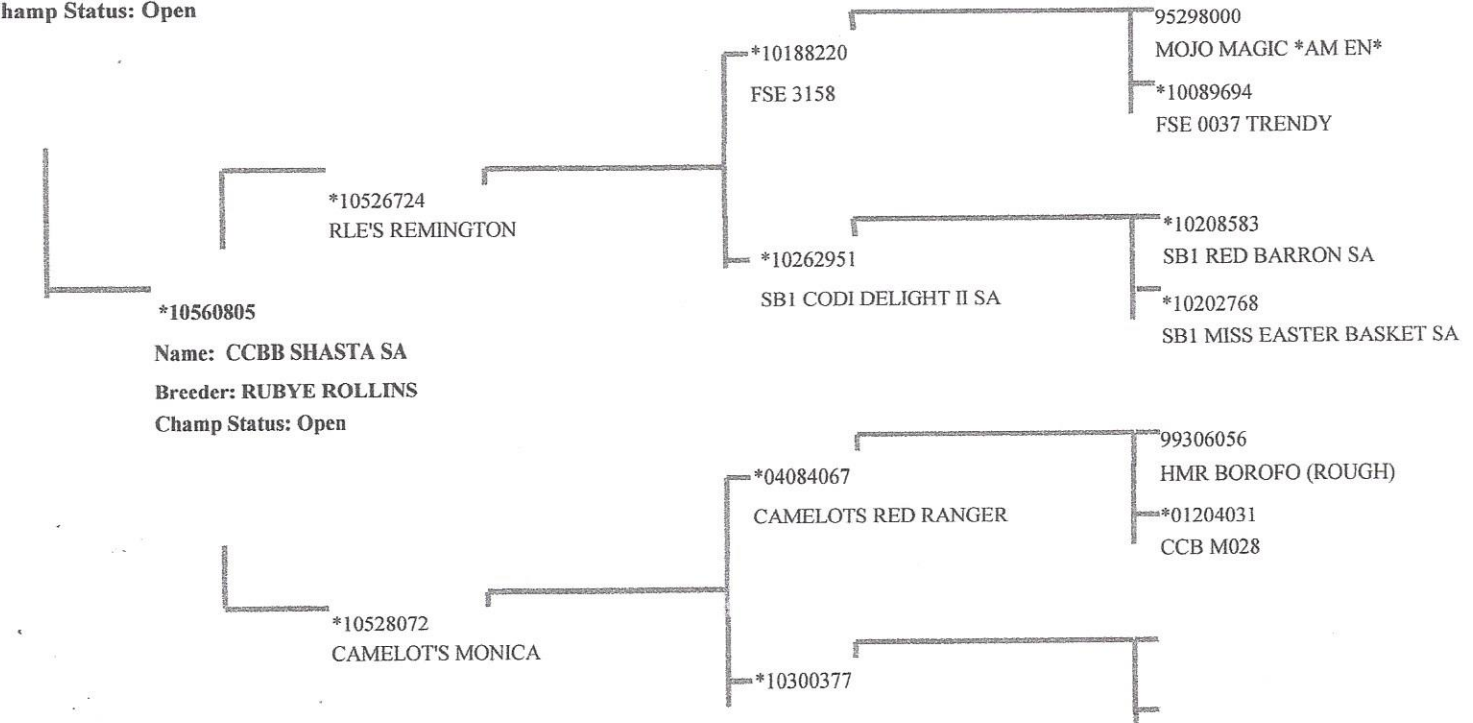 hamp Status: Open
95298000
MOJO MAGIC *AM EN*
*10188220
FSE 3158
*10089694
FSE 0037 TRENDY
*10526724
RLE'S REMINGTON
*10208583
SB1 RED BARRON SA
*10262951
SB1 CODI DELIGHT II SA
*10202768
SB1 MISS EASTER BASKET SA
*10560805
Name: CCBB SHASTA SA
Breeder: RUBYE ROLLINS
Champ Status: Open
99306056
HMR BOROFO (ROUGH)
*04084067
CAMELOTS RED RANGER
*01204031
CCB M028
*10528072
CAMELOT'S MONICA
*10300377